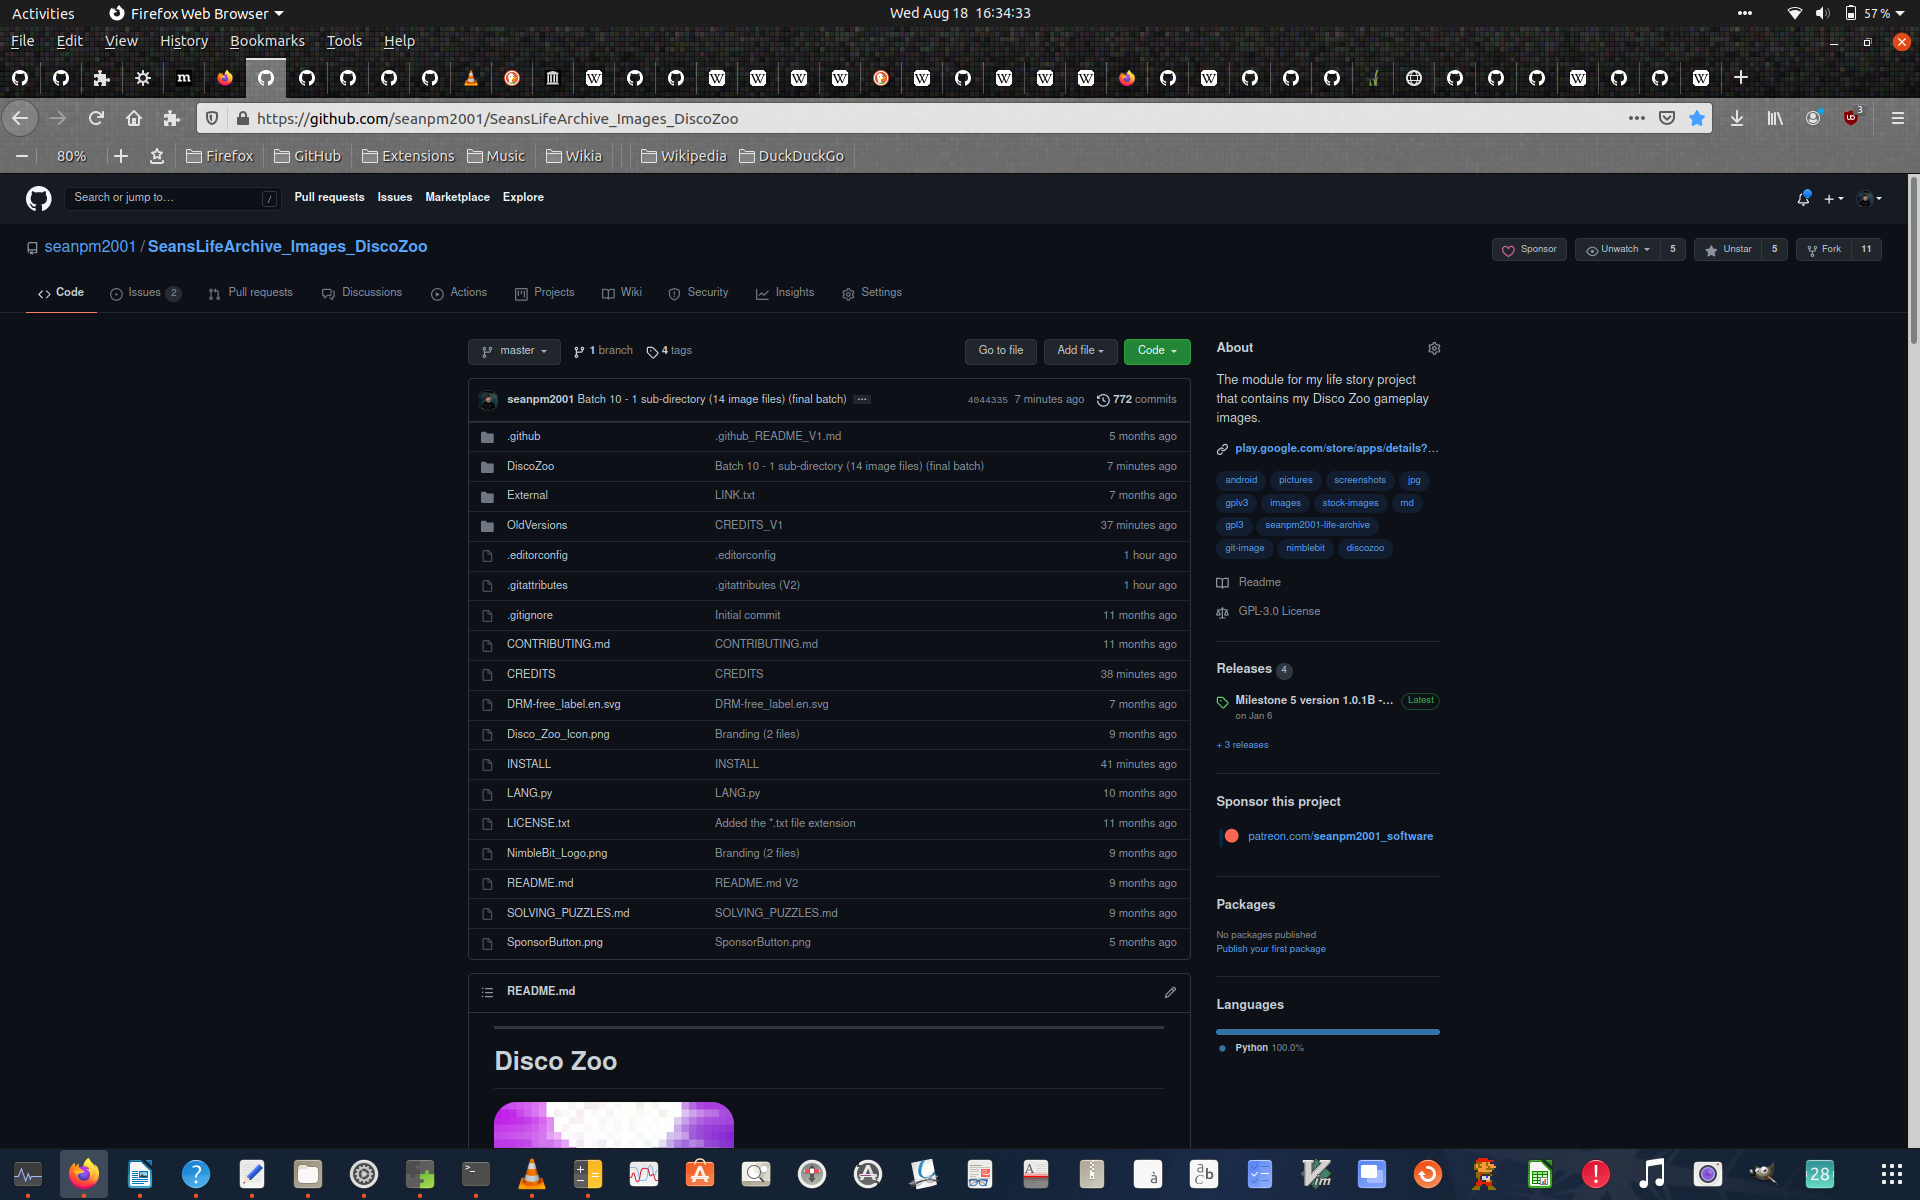 Activities Firefox Web Browser Wed Aug 18 16:34:33 57 %
File Edit View History Bookmarks Tools Help
https://github.com/seanpm2001/SeansLifeArchive_Images_DiscoZoo 3
80% Firefox GitHub Extensions Music Wikia Wikipedia DuckDuckGo
Search or jump to… / Pull requests Issues Marketplace Explore
seanpm2001 / SeansLifeArchive_Images_DiscoZoo Sponsor Unwatch 5 Unstar 5 Fork 11
Code Issues 2 Pull requests Discussions Actions Projects Wiki Security Insights Settings
master 1 branch 4 tags Go to file Add file Code
seanpm2001 Batch 10 - 1 sub-directory (14 image files) (final batch) ... 4044335 7 minutes ago 772 commits
.github .github_README_V1.md 5 months ago
DiscoZoo Batch 10 - 1 sub-directory (14 image files) (final batch) 7 minutes ago
External LINK.txt 7 months ago
OldVersions CREDITS_V1 37 minutes ago
.editorconfig .editorconfig 1 hour ago
.gitattributes .gitattributes (V2) 1 hour ago
.gitignore Initial commit 11 months ago
CONTRIBUTING.md CONTRIBUTING.md 11 months ago
CREDITS CREDITS 38 minutes ago
DRM-free_label.en.svg DRM-free_label.en.svg 7 months ago
Disco_Zoo_Icon.png Branding (2 files) 9 months ago
INSTALL INSTALL 41 minutes ago
LANG.py LANG.py 10 months ago
LICENSE.txt Added the *.txt file extension 11 months ago
NimbleBit_Logo.png Branding (2 files) 9 months ago
README.md README.md V2 9 months ago
SOLVING_PUZZLES.md SOLVING_PUZZLES.md 9 months ago
SponsorButton.png SponsorButton.png 5 months ago
README.md
Disco Zoo
About
The module for my life story project
that contains my Disco Zoo gameplay
images.
play.google.com/store/apps/details?…
android pictures screenshots jpg
gplv3 images stock-images md
gpl3 seanpm2001-life-archive
git-image nimblebit discozoo
Readme
GPL-3.0 License
Releases 4
Milestone 5 version 1.0.1B -… Latest
on Jan 6
+ 3 releases
Sponsor this project
patreon.com/seanpm2001_software
Packages
No packages published
Publish your first package
Languages
Python 100.0%
28